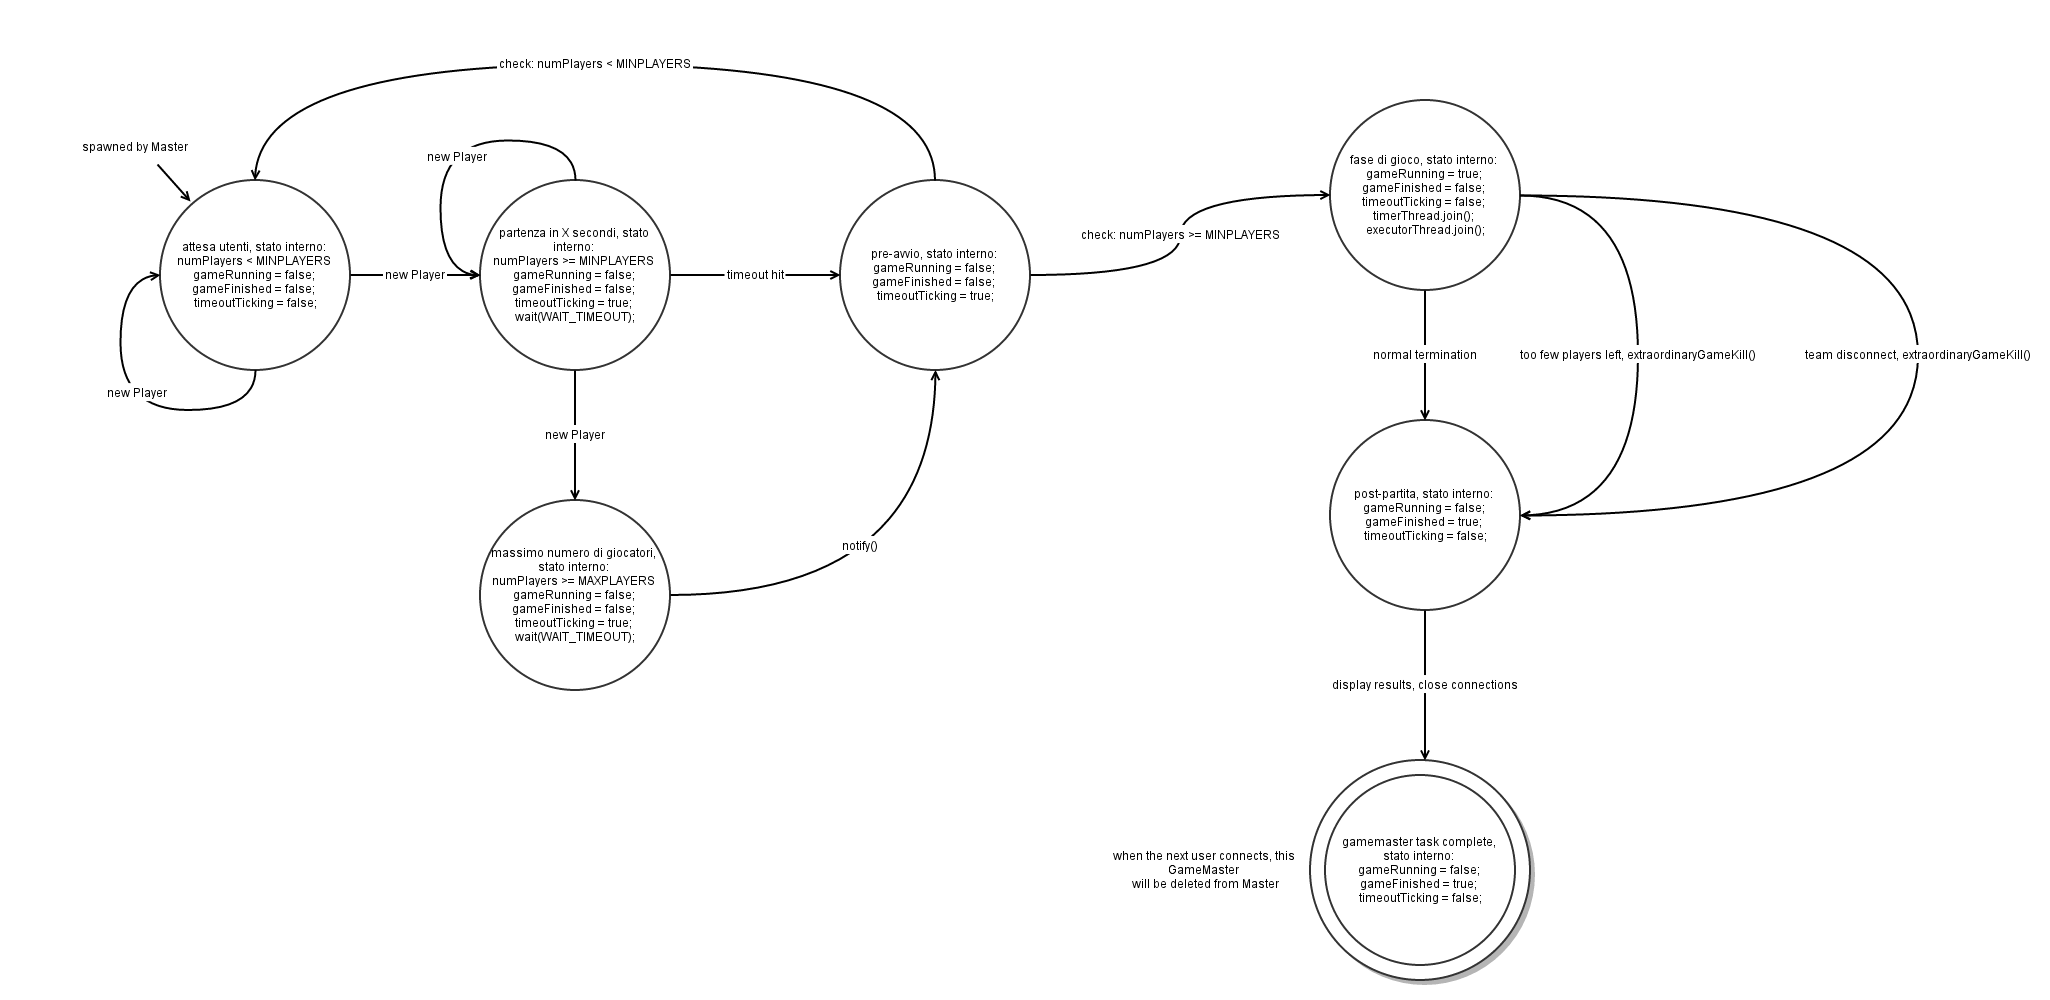 check: numPlayers < MINPLAYERS
spawned by Master
new Player
attesa utenti, stato interno:
numPlayers < MINPLAYERS
gameRunning = false;
gameFinished = false;
timeoutTicking = false;
new Player
new Player
partenza in X secondi, stato
interno:
numPlayers >= MINPLAYERS
gameRunning = false;
gameFinished = false;
timeoutTicking = true;
wait(WAIT_TIMEOUT);
timeout hit
pre-avvio, stato interno:
gameRunning = false;
gameFinished = false;
timeoutTicking = true;
new Player
massimo numero di giocatori,
stato interno:
numPlayers >= MAXPLAYERS
gameRunning = false;
gameFinished = false;
timeoutTicking = true;
wait(WAIT_TIMEOUT);
notify()
check: numPlayers >= MINPLAYERS
fase di gioco, stato interno:
gameRunning = true;
gameFinished = false;
timeoutTicking = false;
timerThread.join();
executorThread.join();
normal termination
too few players left, extraordinaryGameKill()
team disconnect, extraordinaryGameKill()
post-partita, stato interno:
gameRunning = false;
gameFinished = true;
timeoutTicking = false;
display results, close connections
when the next user connects, this
GameMaster
will be deleted from Master
gamemaster task complete,
stato interno:
gameRunning = false;
gameFinished = true;
timeoutTicking = false;